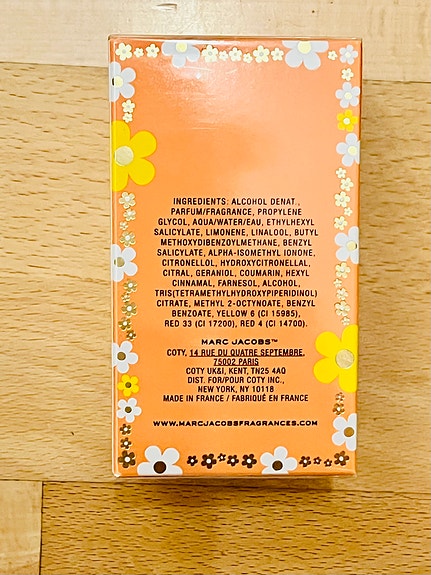 INGREDIENTS: ALCOHOL DENAT.,
PARFUM/FRAGRANCE, PROPYLENE
GLYCOL, AQUA/WATER/EAU, ETHYLHEXYL
SALICYLATE, LIMONENE, LINALOOL, BUTYL
METHOXYDIBENZOYLMETHANE, BENZYL
SALICYLATE, ALPHA-ISOMETHYL IONONE,
CITRONELLOL, HYDROXYCITRONELLAL,
CITRAL, GERANIOL, COUMARIN, HEXYL
CINNAMAL, FARNESOL, ALCOHOL,
TRIS(TETRAMETHYLHYDROXYPIPERIDINOL)
CITRATE, METHYL 2-OCTYNOATE, BENZYL
BENZOATE, YELLOW 6 (CI 15985),
RED 33 (CI 17200), RED 4 (CI 14700).
MARC JACOBS™
COTY, 14 RUE DU QUATRE SEPTEMBRE,
75002 PARIS
COTY UK&I, KENT, TN25 4AQ
DIST. FOR/POUR COTY INC.,
NEW YORK, NY 10118
MADE IN FRANCE / FABRIQUÉ EN FRANCE
WWW.MARCJACOBSFRAGRANCES.COM